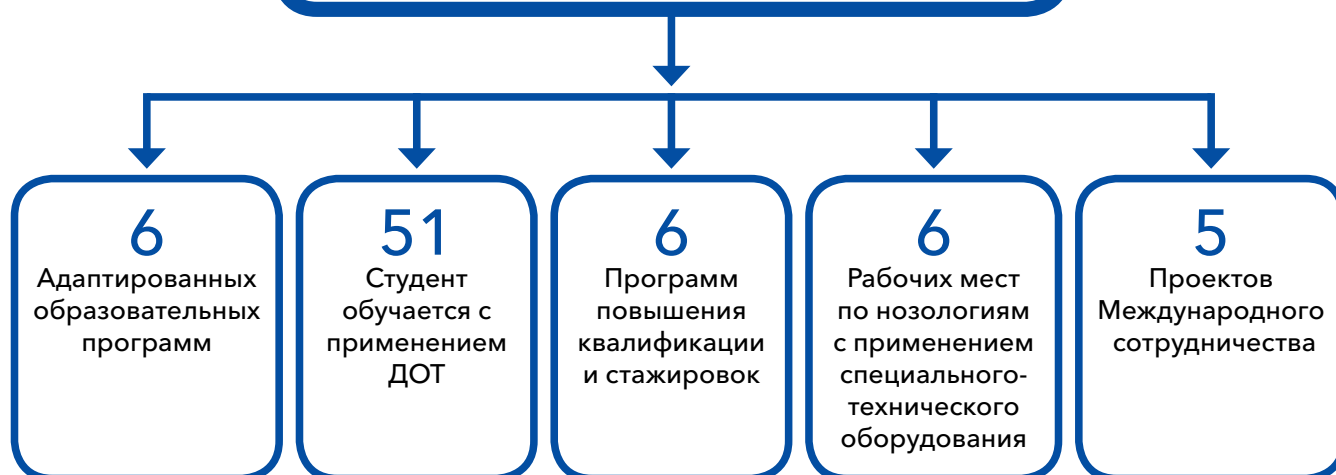 6
Адаптированных
образовательных
программ
51
Студент
обучается с
применением
ДОТ
6
Программ
повышения
квалификации
и стажировок
6
Рабочих мест
по нозологиям
с применением
специального-
технического
оборудования
5
Проектов
Международного
сотрудничества